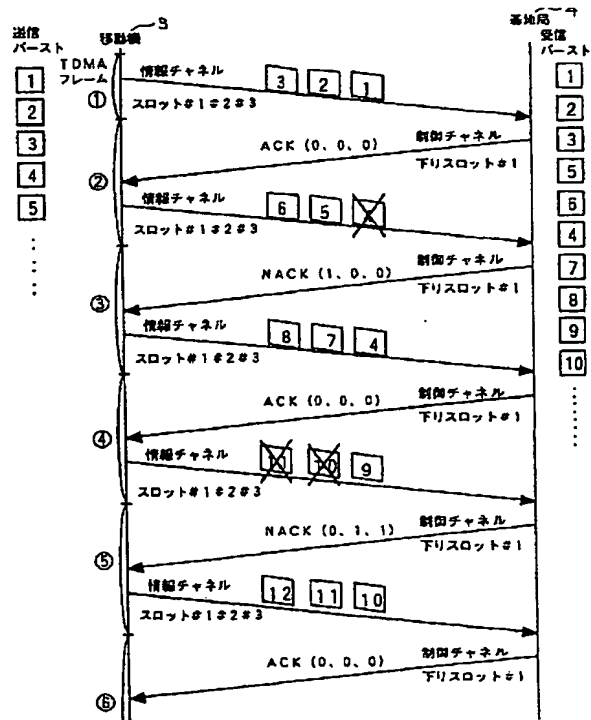 送信
バースト
1
2
3
4
5
移動機
3
TDMA
フレーム
基地局
4
受信
バースト
1
2
3
5
6
4
7
8
9
10
①
情報チャネル
3 2 1
スロット#1#2#3
ACK (0、0、0)
制御チャネル
下りスロット#1
②
情報チャネル
6 5
スロット#1#2#3
NACK (1、0、0)
制御チャネル
下りスロット#1
③
情報チャネル
8 7 4
スロット#1#2#3
ACK (0、0、0)
制御チャネル
下りスロット#1
④
情報チャネル
11 10 9
スロット#1#2#3
NACK (0、1、1)
制御チャネル
下りスロット#1
⑤
情報チャネル
12 11 10
スロット#1#2#3
ACK (0、0、0)
制御チャネル
下りスロット#1
⑥